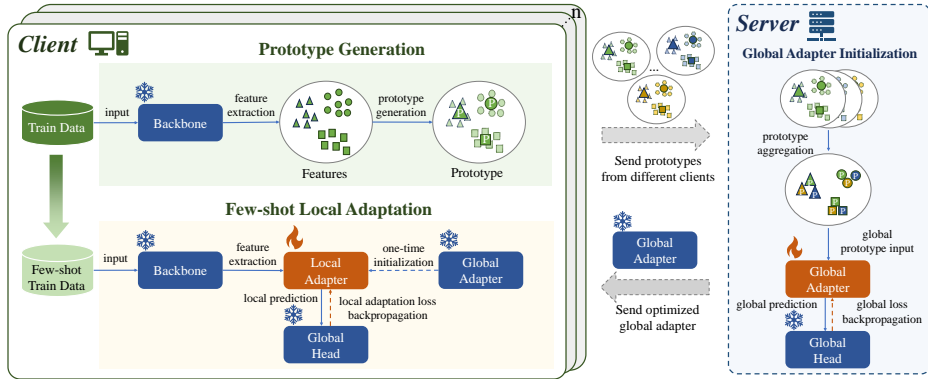 n
Client
Prototype Generation
Train Data
input
Backbone
feature
extraction
Features
prototype
generation
P
P
P
Prototype
Few-shot Local Adaptation
Few-shot
Train Data
input
Backbone
feature
extraction
Local
Adapter
one-time
initialization
Global
Adapter
local prediction
local adaptation loss
backpropagation
Global
Head
...
Send prototypes
from different clients
Global
Adapter
Send optimized
global adapter
Server
Global Adapter Initialization
prototype
aggregation
P
P
P
P
P
P
P
P
P
global
prototype input
Global
Adapter
global prediction
global loss
backpropagation
Global
Head